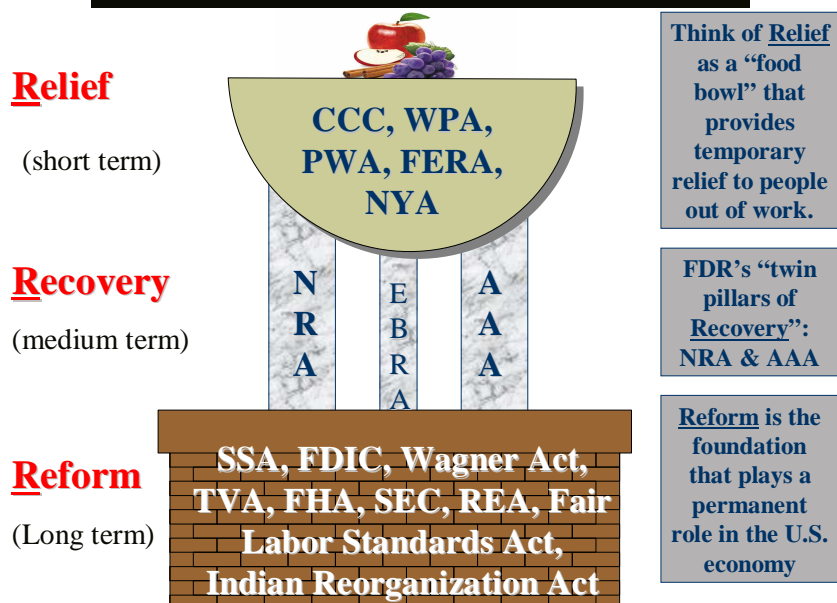 Relief
(short term)
CCC, WPA,
PWA, FERA,
NYA
Think of Relief
as a “food
bowl” that
provides
temporary
relief to people
out of work.
Recovery
(medium term)
NRA
EBRA
AAA
FDR’s “twin
pillars of
Recovery”:
NRA & AAA
Reform
(Long term)
SSA, FDIC, Wagner Act,
TVA, FHA, SEC, REA, Fair
Labor Standards Act,
Indian Reorganization Act
Reform is the
foundation
that plays a
permanent
role in the U.S.
economy